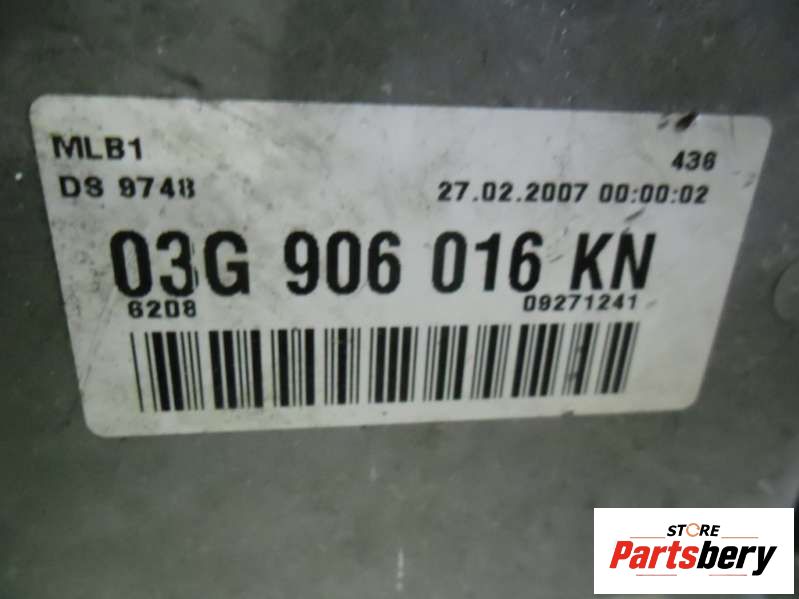 MLB1 436
DS 9748 27.02.2007 00:00:02
03G 906 016 KN
6208 09271241
STORE
Partsbery